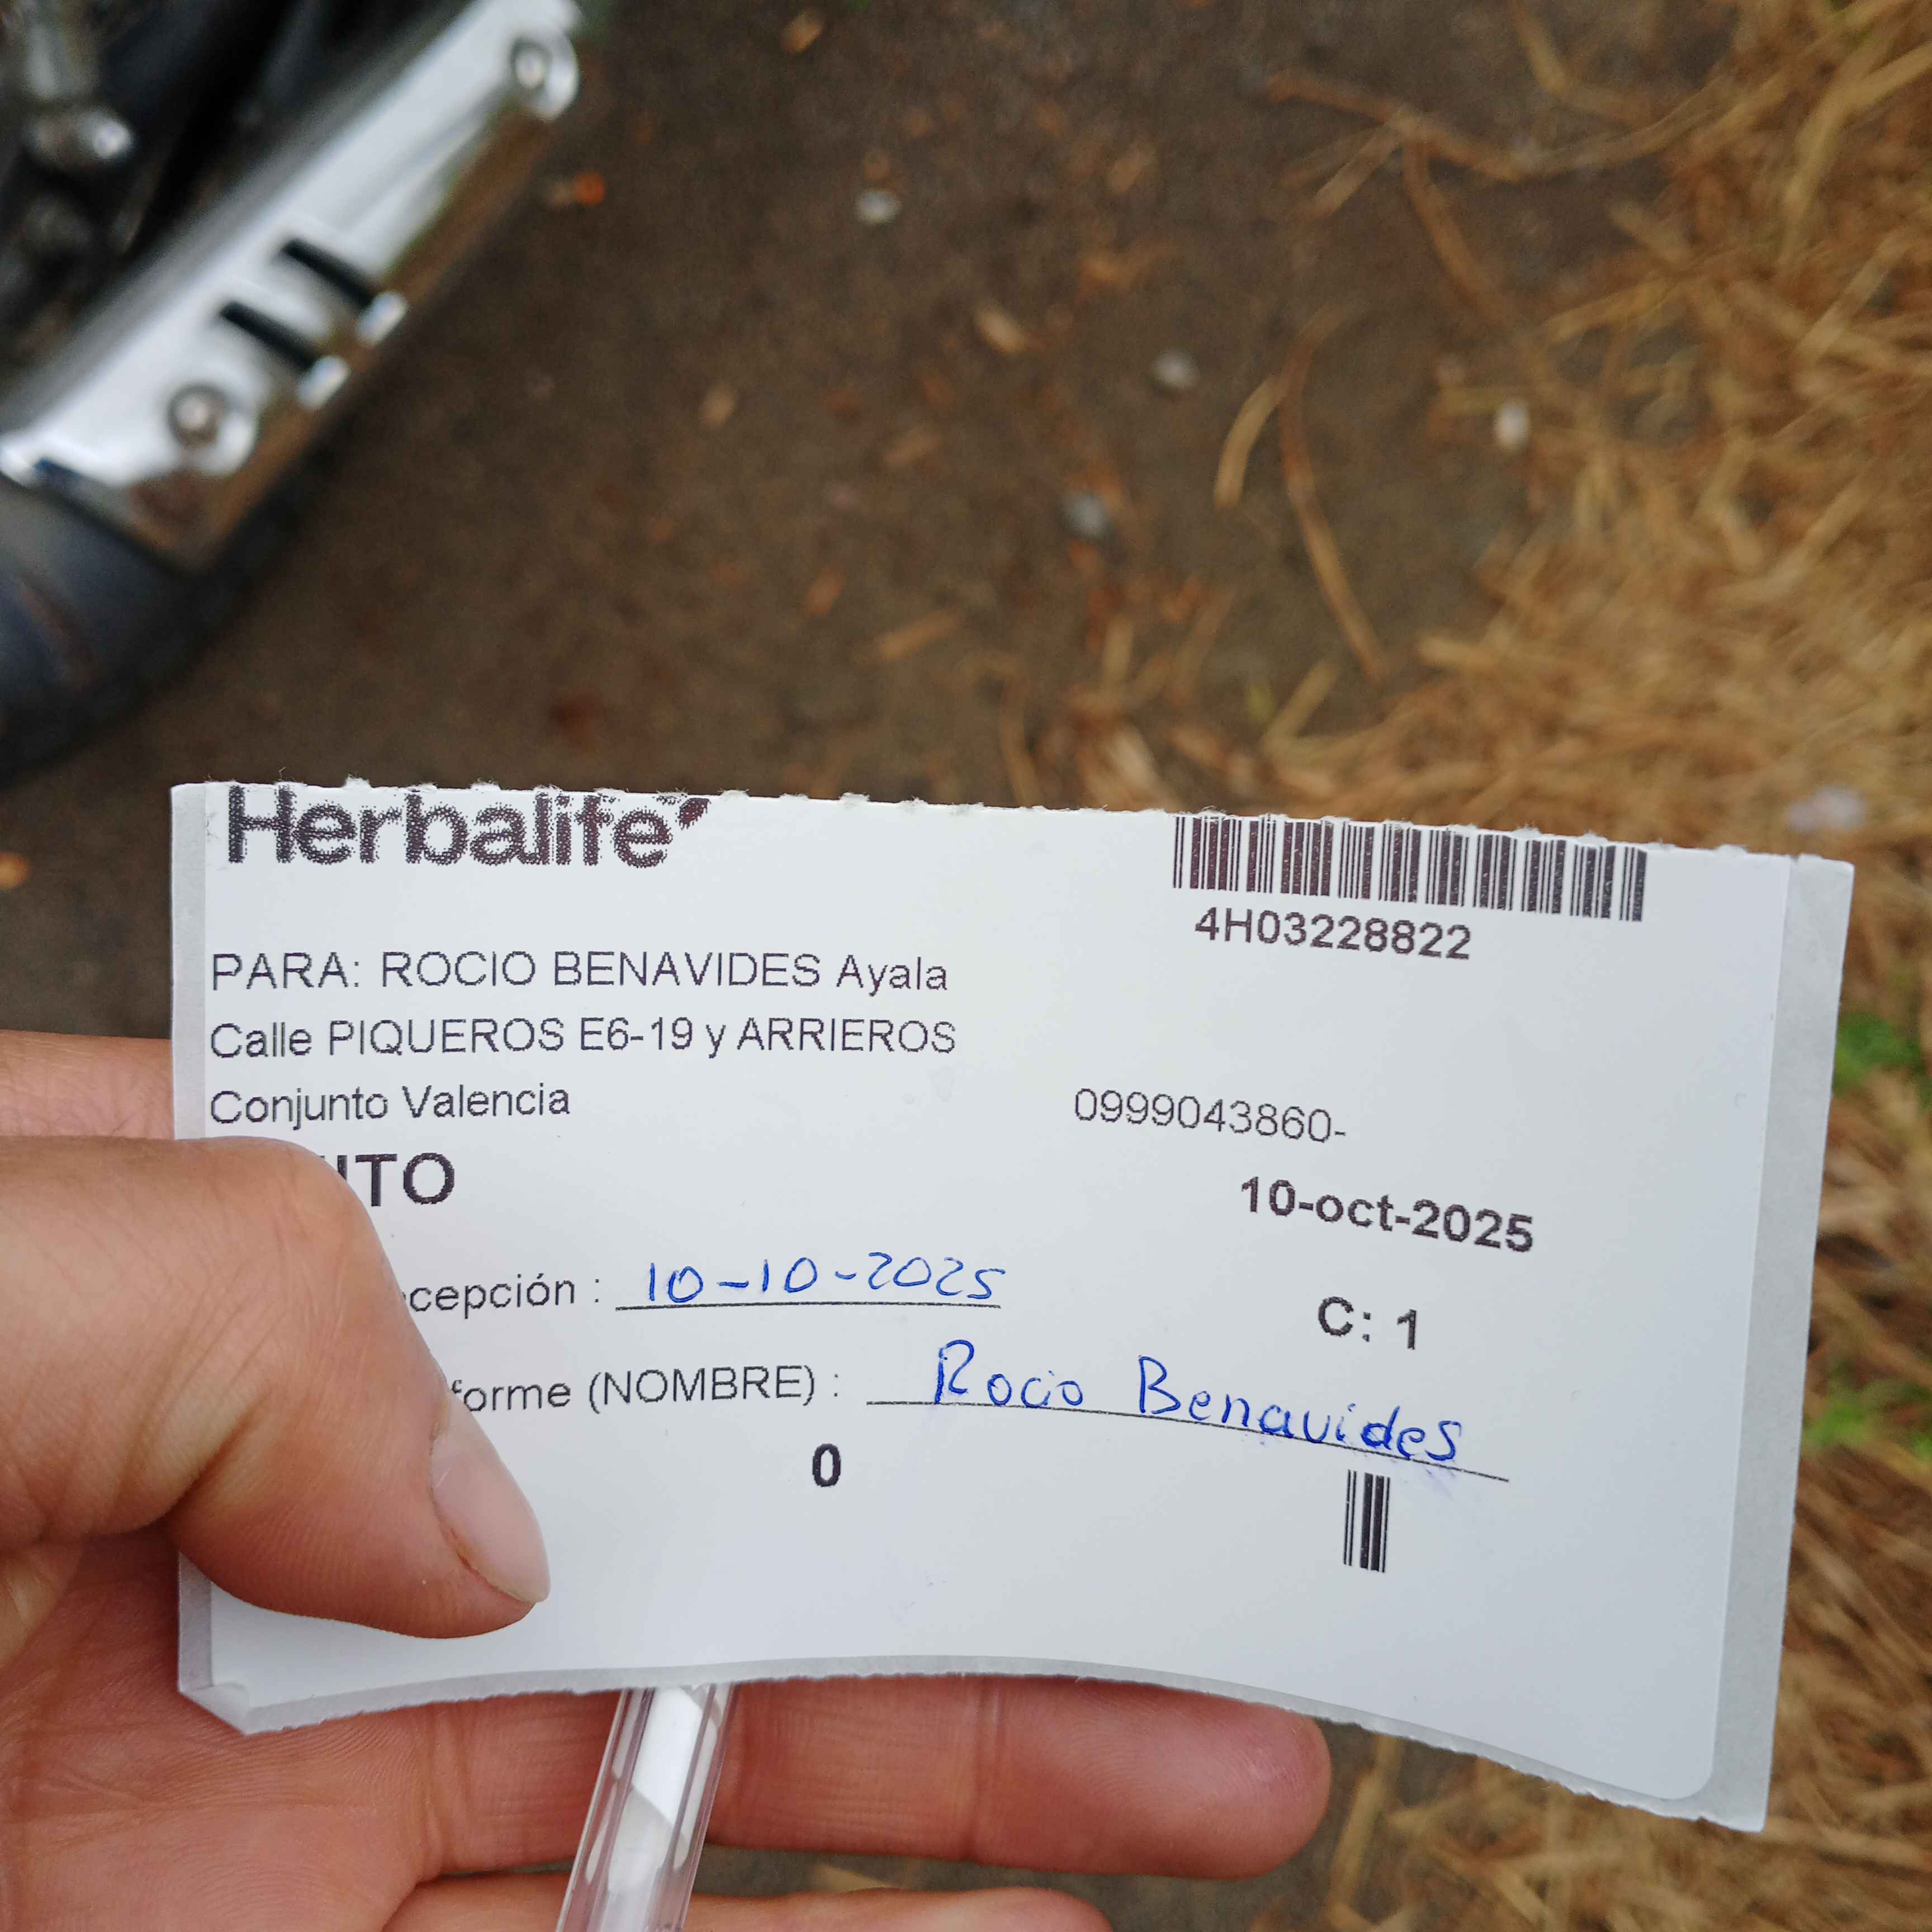 Herbalife
4H03228822
PARA: ROCIO BENAVIDES Ayala
Calle PIQUEROS E6-19 y ARRIEROS
Conjunto Valencia
0999043860-
10-oct-2025
cepción : 10-10-2025
C: 1
forme (NOMBRE) : Rocio Benavides
0